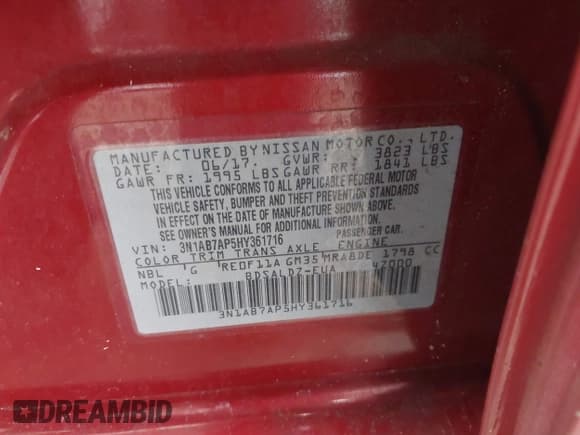 MANUFACTURED BY NISSAN MOTOR CO., LTD.
DATE: 06/17. GVWR: 3823 LBS
GAWR FR: 1995 LBS GAWR RR: 1841 LBS
THIS VEHICLE CONFORMS TO ALL APPLICABLE FEDERAL MOTOR
VEHICLE SAFETY, BUMPER AND THEFT PREVENTION STANDARDS
IN EFFECT ON THE DATE OF MANUFACTURE SHOWN ABOVE.
SEE OWNER'S MANUAL FOR ADDITIONAL INFORMATION.
VIN: 3N1AB7AP5HY361716 PASSENGER CAR.
COLOR TRIM TRANS AXLE ENGINE
NBL G RE0F11A GM35 MRA8DE 1798 CC
BDSALDZ-EUA 47000
3N1AB7AP5HY361716
DREAMBID